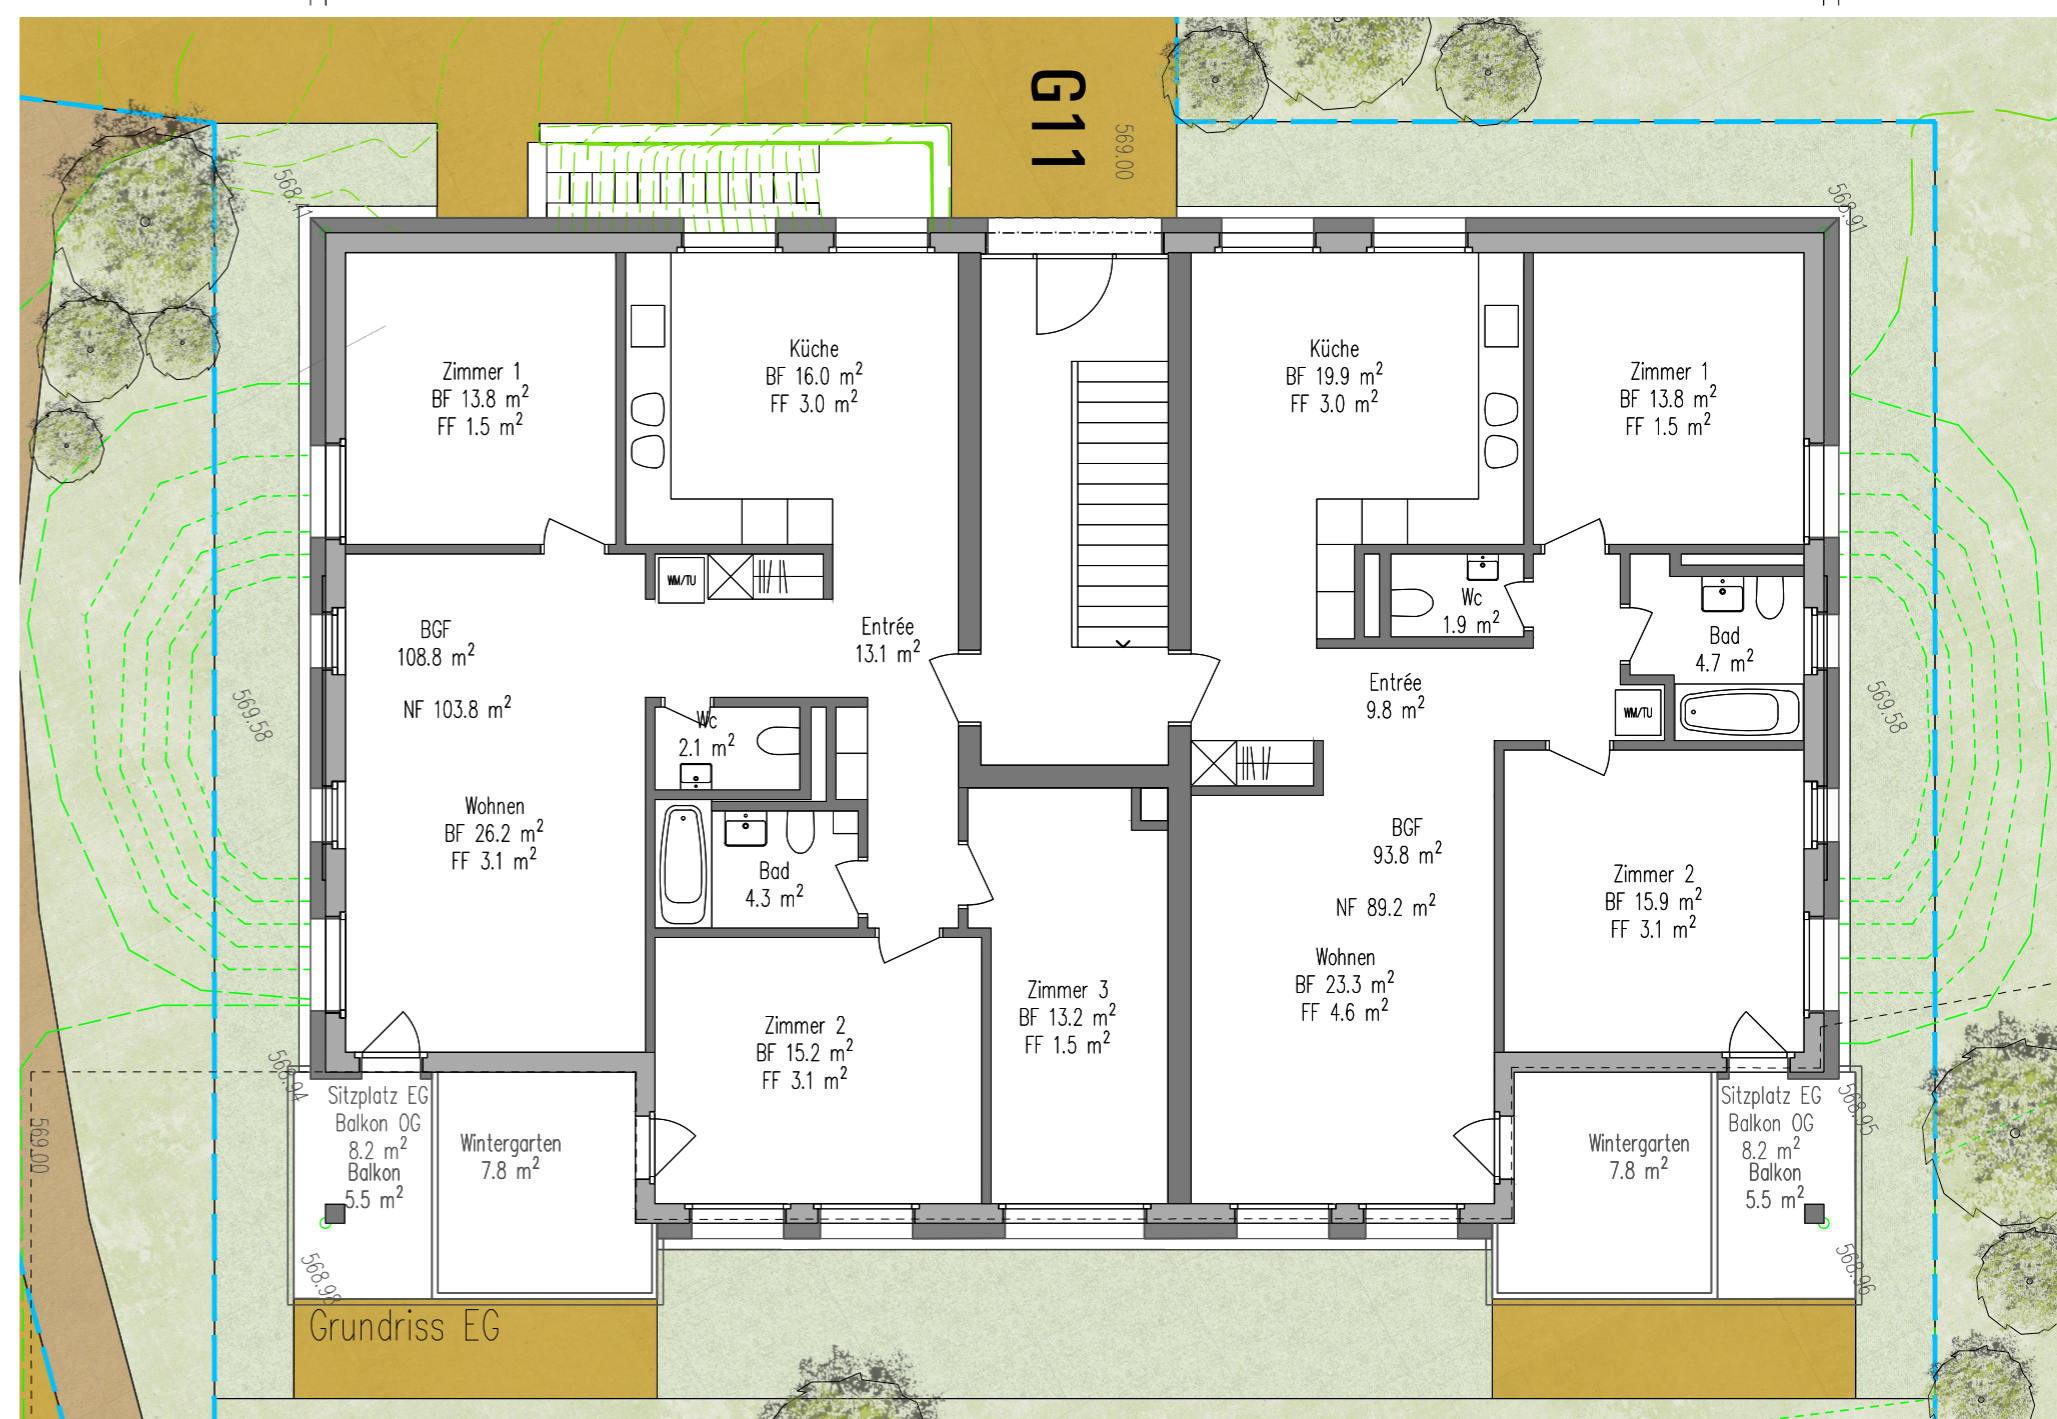 G11
569.00
568.71
568.91
Zimmer 1
BF 13.8 m²
FF 1.5 m²
Küche
BF 16.0 m²
FF 3.0 m²
Küche
BF 19.9 m²
FF 3.0 m²
Zimmer 1
BF 13.8 m²
FF 1.5 m²
WM/TU
BGF
108.8 m²
NF 103.8 m²
Entrée
13.1 m²
Wc
1.9 m²
Bad
4.7 m²
Entrée
9.8 m²
WM/TU
569.58
569.58
Wc
2.1 m²
Wohnen
BF 26.2 m²
FF 3.1 m²
Bad
4.3 m²
BGF
93.8 m²
NF 89.2 m²
Zimmer 2
BF 15.9 m²
FF 3.1 m²
Wohnen
BF 23.3 m²
FF 4.6 m²
Zimmer 3
BF 13.2 m²
FF 1.5 m²
Zimmer 2
BF 15.2 m²
FF 3.1 m²
568.94
568.95
569.00
Sitzplatz EG
Balkon OG
8.2 m²
Balkon
5.5 m²
Wintergarten
7.8 m²
Wintergarten
7.8 m²
Sitzplatz EG
Balkon OG
8.2 m²
Balkon
5.5 m²
568.98
568.96
Grundriss EG